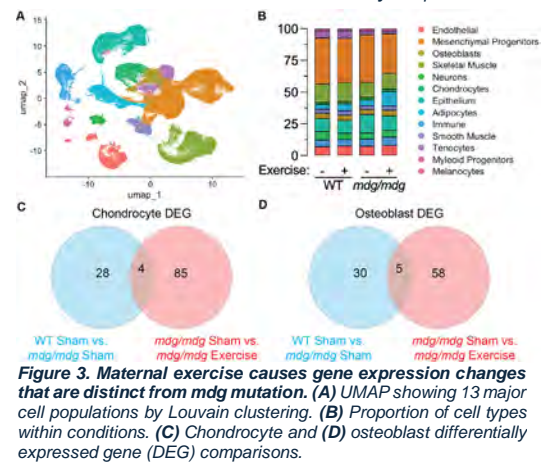 A
umap_2
15
10
5
0
-5
-10
-10 0 10
umap_1
B
100
75
50
25
0
Exercise: - + - +
WT mdg/mdg
Endothelial
Mesenchymal Progenitors
Osteoblasts
Skeletal Muscle
Neurons
Chondrocytes
Epithelium
Adipocytes
Immune
Smooth Muscle
Tenocytes
Myeloid Progenitors
Melanocytes
C
Chondrocyte DEG
28 4 85
WT Sham vs. mdg/mdg Sham vs.
mdg/mdg Sham mdg/mdg Exercise
D
Osteoblast DEG
30 5 58
WT Sham vs. mdg/mdg Sham vs.
mdg/mdg Sham mdg/mdg Exercise
Figure 3. Maternal exercise causes gene expression changes
that are distinct from mdg mutation. (A) UMAP showing 13 major
cell populations by Louvain clustering. (B) Proportion of cell types
within conditions. (C) Chondrocyte and (D) osteoblast differentially
expressed gene (DEG) comparisons.